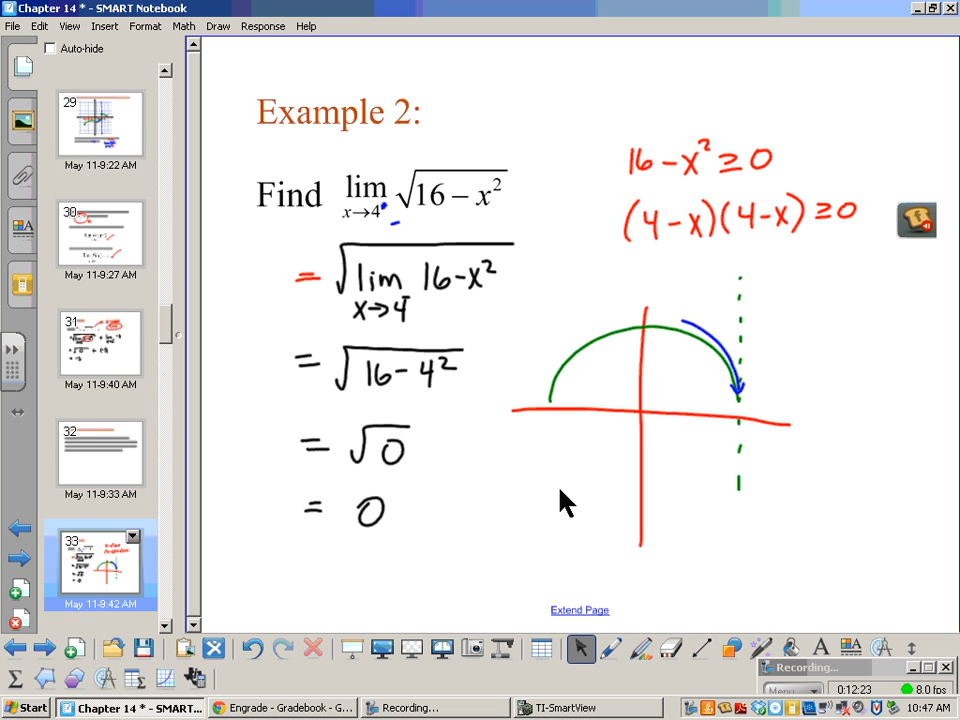 Chapter 14 * - SMART Notebook
File Edit View Insert Format Math Draw Response Help
Auto-hide
29
May 11-9:22 AM
30
May 11-9:27 AM
31
May 11-9:40 AM
32
May 11-9:33 AM
33
May 11-9:42 AM
Example 2:
Find lim x→4⁻ √(16 – x²)
= √(lim x→4⁻ 16-x²)
= √(16-4²)
= √0
= 0
16-x² ≥ 0
(4-x)(4-x) ≥ 0
Extend Page
Recording...
Menu
0:12:23
8.0 fps
Start
Chapter 14 * - SMART...
Engrade - Gradebook - G...
Recording...
TI-SmartView
10:47 AM